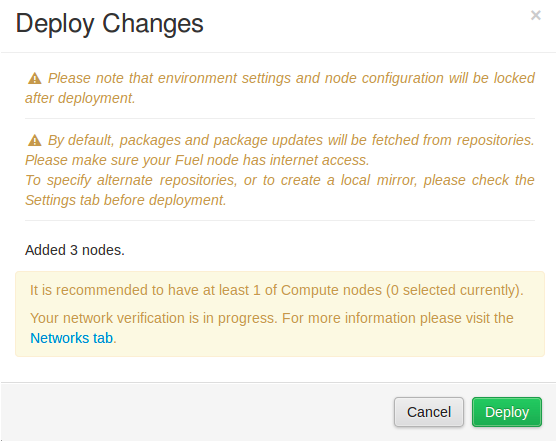 Deploy Changes
×
Please note that environment settings and node configuration will be locked
after deployment.
By default, packages and package updates will be fetched from repositories.
Please make sure your Fuel node has internet access.
To specify alternate repositories, or to create a local mirror, please check the
Settings tab before deployment.
Added 3 nodes.
It is recommended to have at least 1 of Compute nodes (0 selected currently).
Your network verification is in progress. For more information please visit the
Networks tab.
Cancel
Deploy